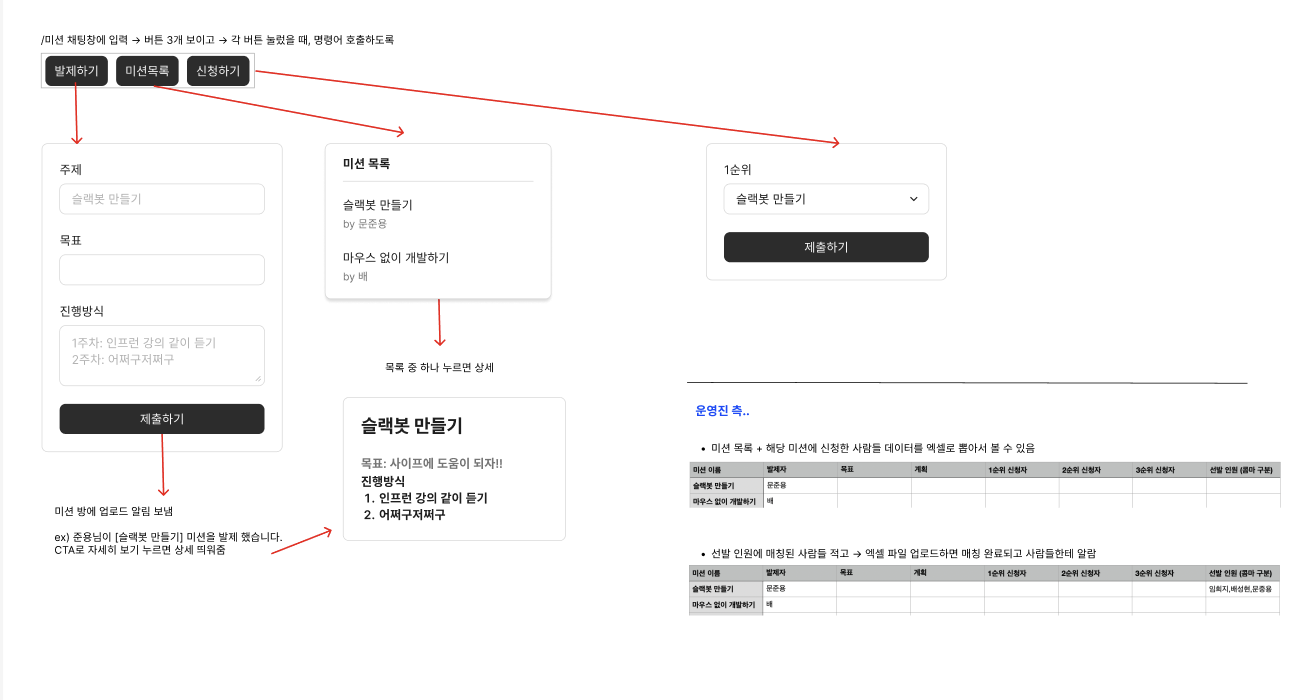 /미션 채팅창에 입력 → 버튼 3개 보이고 → 각 버튼 눌렀을 때, 명령어 호출하도록
발제하기 미션목록 신청하기
주제
슬랙봇 만들기
목표
진행방식
1주차: 인프런 강의 같이 듣기
2주차: 어쩌구저쩌구
제출하기
미션 방에 업로드 알림 보냄
ex) 준용님이 [슬랙봇 만들기] 미션을 발제 했습니다.
CTA로 자세히 보기 누르면 상세 띄워줌
미션 목록
슬랙봇 만들기
by 문준용
마우스 없이 개발하기
by 배
목록 중 하나 누르면 상세
슬랙봇 만들기
목표: 사이프에 도움이 되자!!
진행방식
1. 인프런 강의 같이 듣기
2. 어쩌구저쩌구
1순위
슬랙봇 만들기
제출하기
운영진 측..
• 미션 목록 + 해당 미션에 신청한 사람들 데이터를 엑셀로 뽑아서 볼 수 있음
미션 이름 발제자 목표 계획 1순위 신청자 2순위 신청자 3순위 신청자 선발 인원 (콤마 구분)
슬랙봇 만들기 문준용
마우스 없이 개발하기 배
• 선발 인원에 매칭된 사람들 적고 → 엑셀 파일 업로드하면 매칭 완료되고 사람들한테 알람
미션 이름 발제자 목표 계획 1순위 신청자 2순위 신청자 3순위 신청자 선발 인원 (콤마 구분)
슬랙봇 만들기 문준용 임희지,배성현,문종용
마우스 없이 개발하기 배